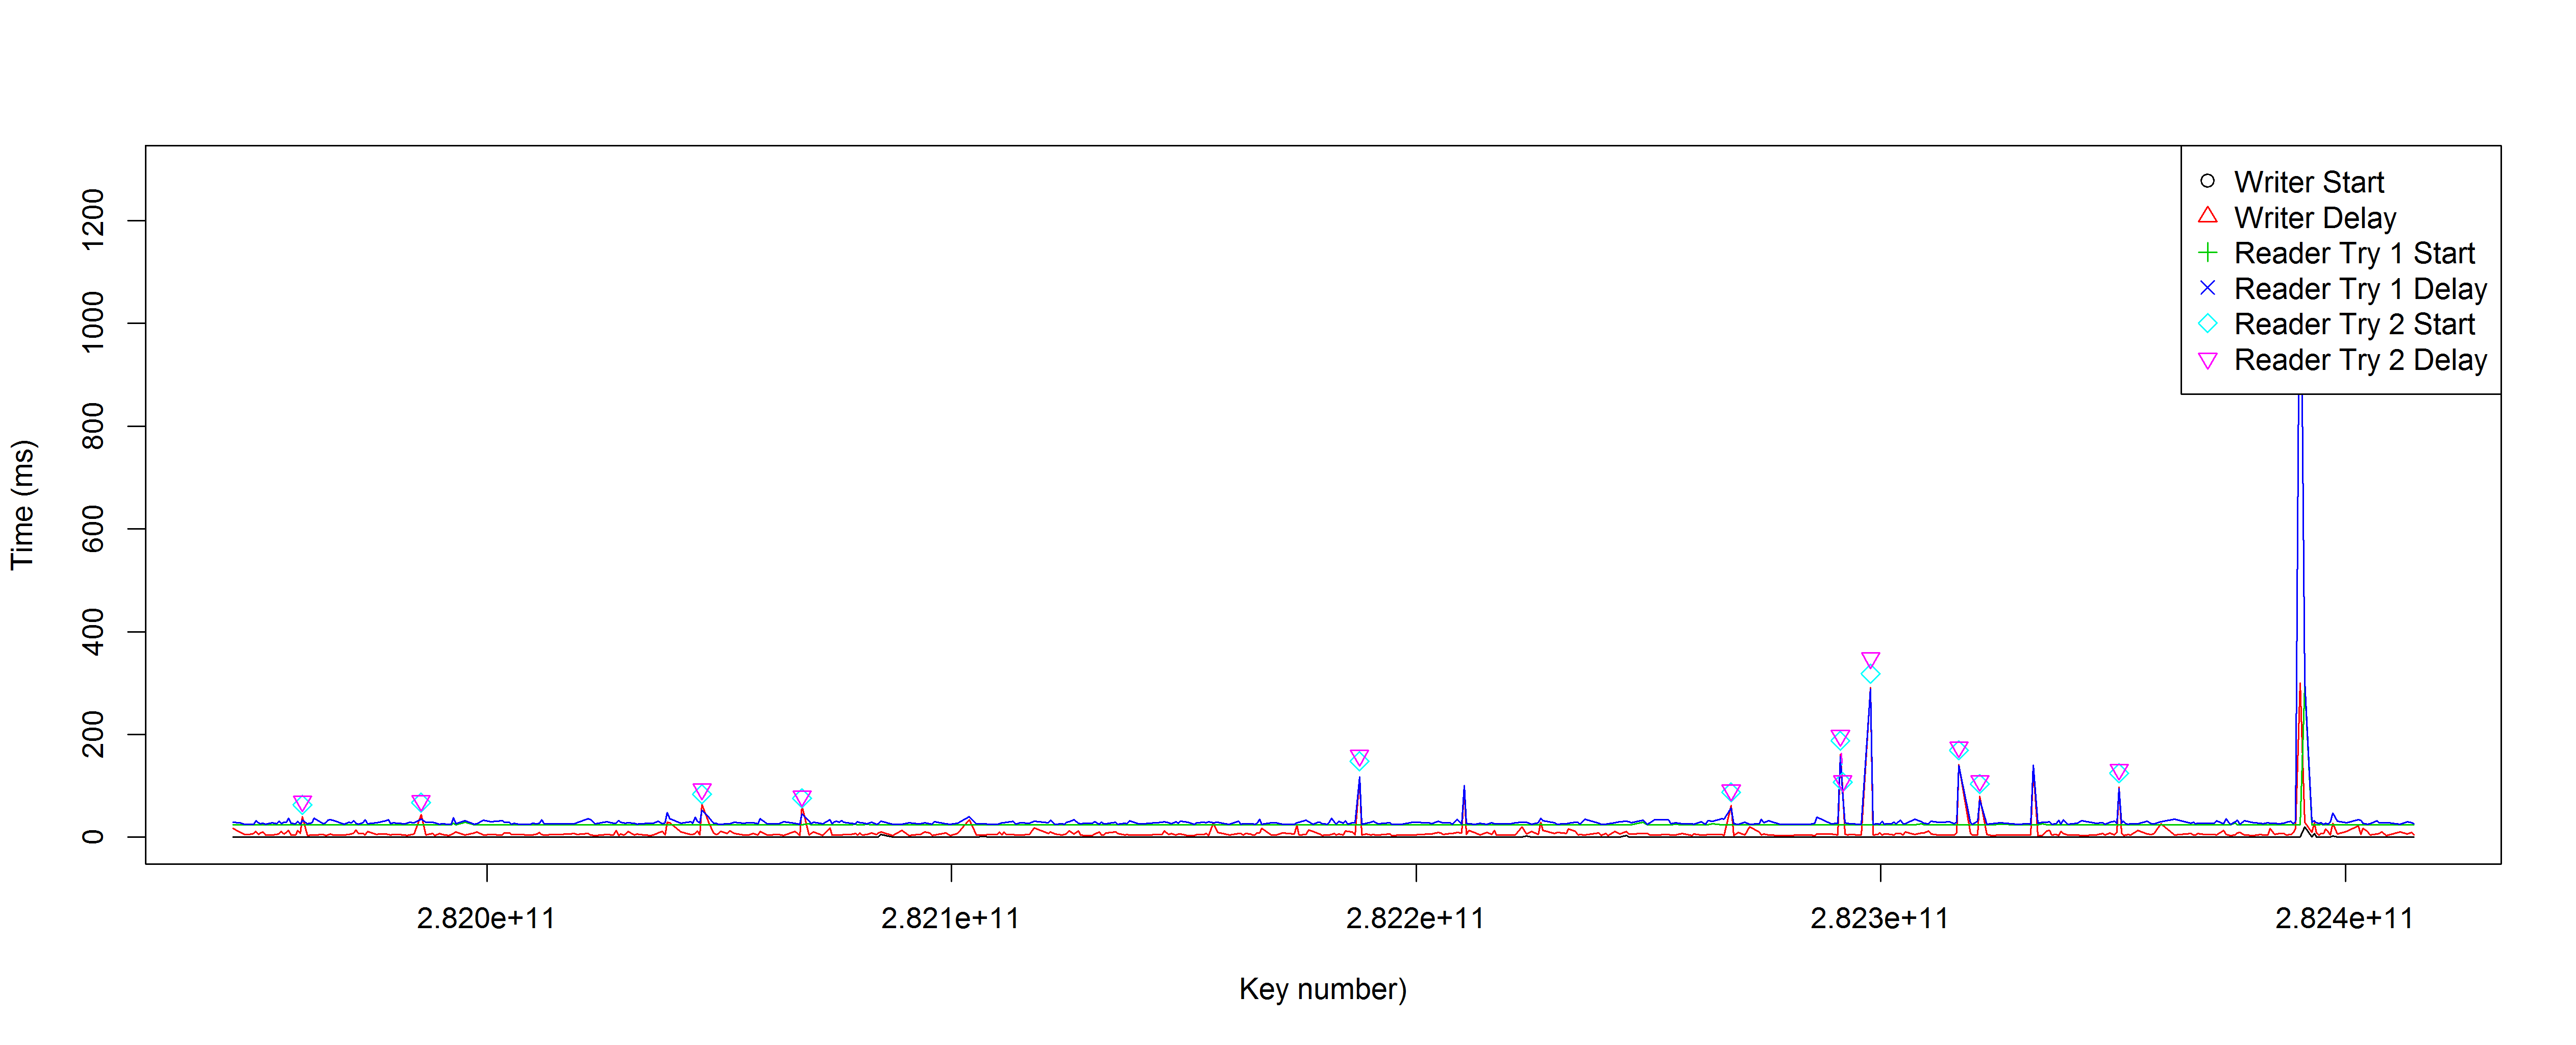 1200
1000
800
600
400
200
0
Time (ms)
Writer Start
Writer Delay
Reader Try 1 Start
Reader Try 1 Delay
Reader Try 2 Start
Reader Try 2 Delay
2.820e+11 2.821e+11 2.822e+11 2.823e+11 2.824e+11
Key number)